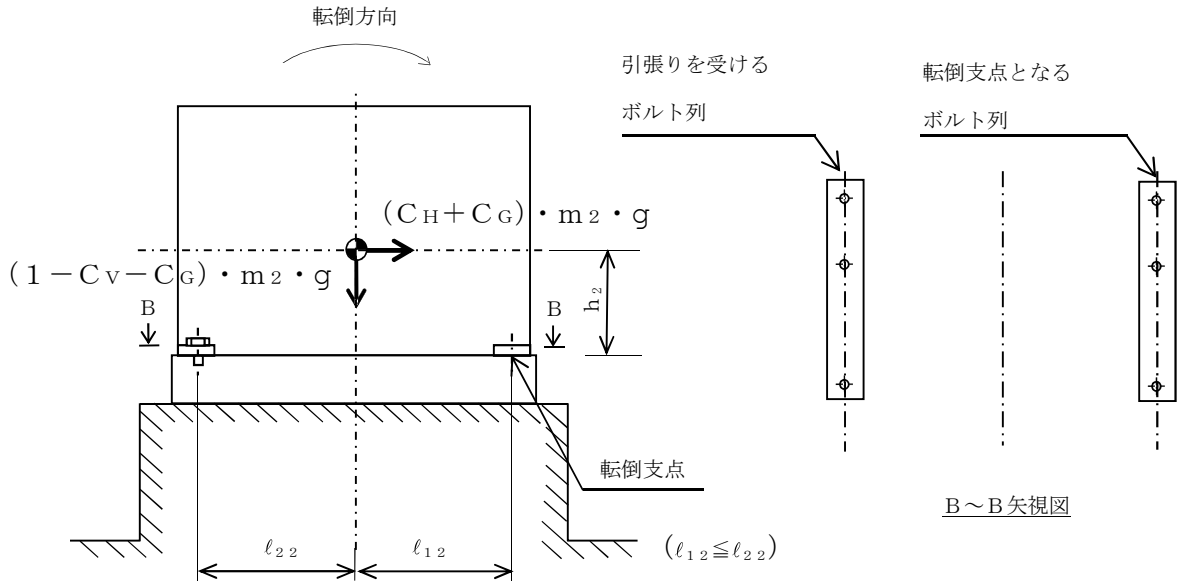 転倒方向
引張りを受ける
ボルト列
転倒支点となる
ボルト列
(CH+CG)・m2・g
(1-CV-CG)・m2・g
B
B
h2
転倒支点
B~B矢視図
ℓ22
ℓ12
(ℓ12≦ℓ22)